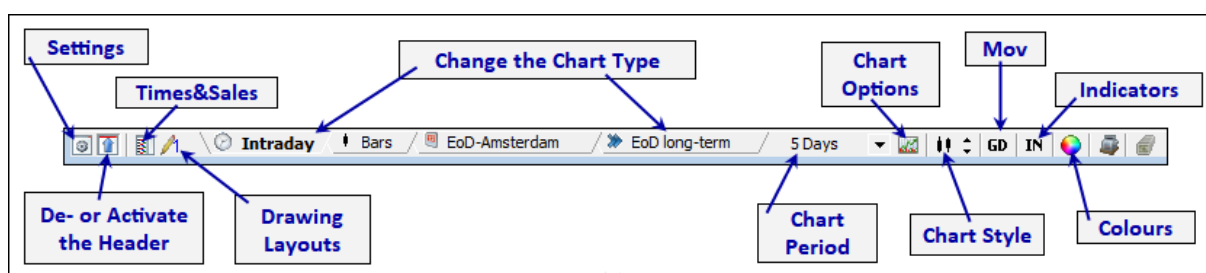 Settings
Times&Sales
Change the Chart Type
Chart
Options
Mov
Indicators
Intraday Bars EoD-Amsterdam EoD long-term 5 Days GD IN
De- or Activate
the Header
Drawing
Layouts
Chart
Period
Chart Style
Colours